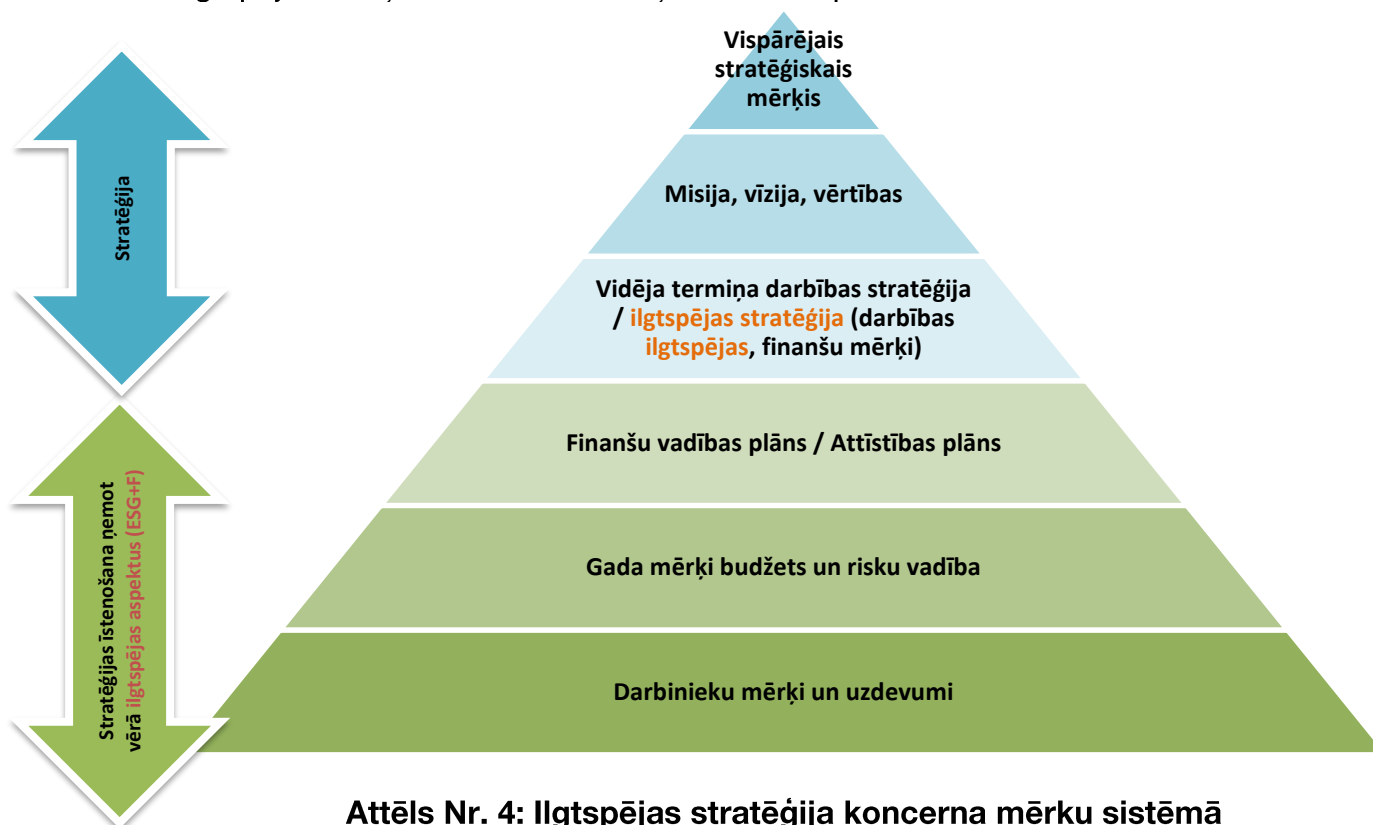 Vispārējais
stratēģiskais
mērķis
Misija, vīzija, vērtības
Vidēja termiņa darbības stratēģija
/ ilgtspējas stratēģija (darbības
ilgtspējas, finanšu mērķi)
Finanšu vadības plāns / Attīstības plāns
Gada mērķi budžets un risku vadība
Darbinieku mērķi un uzdevumi
Stratēģija
Stratēģijas īstenošana ņemot
vērā ilgtspējas aspektus (ESG+F)
Attēls Nr. 4: Ilgtspējas stratēģija koncerna mērķu sistēmā